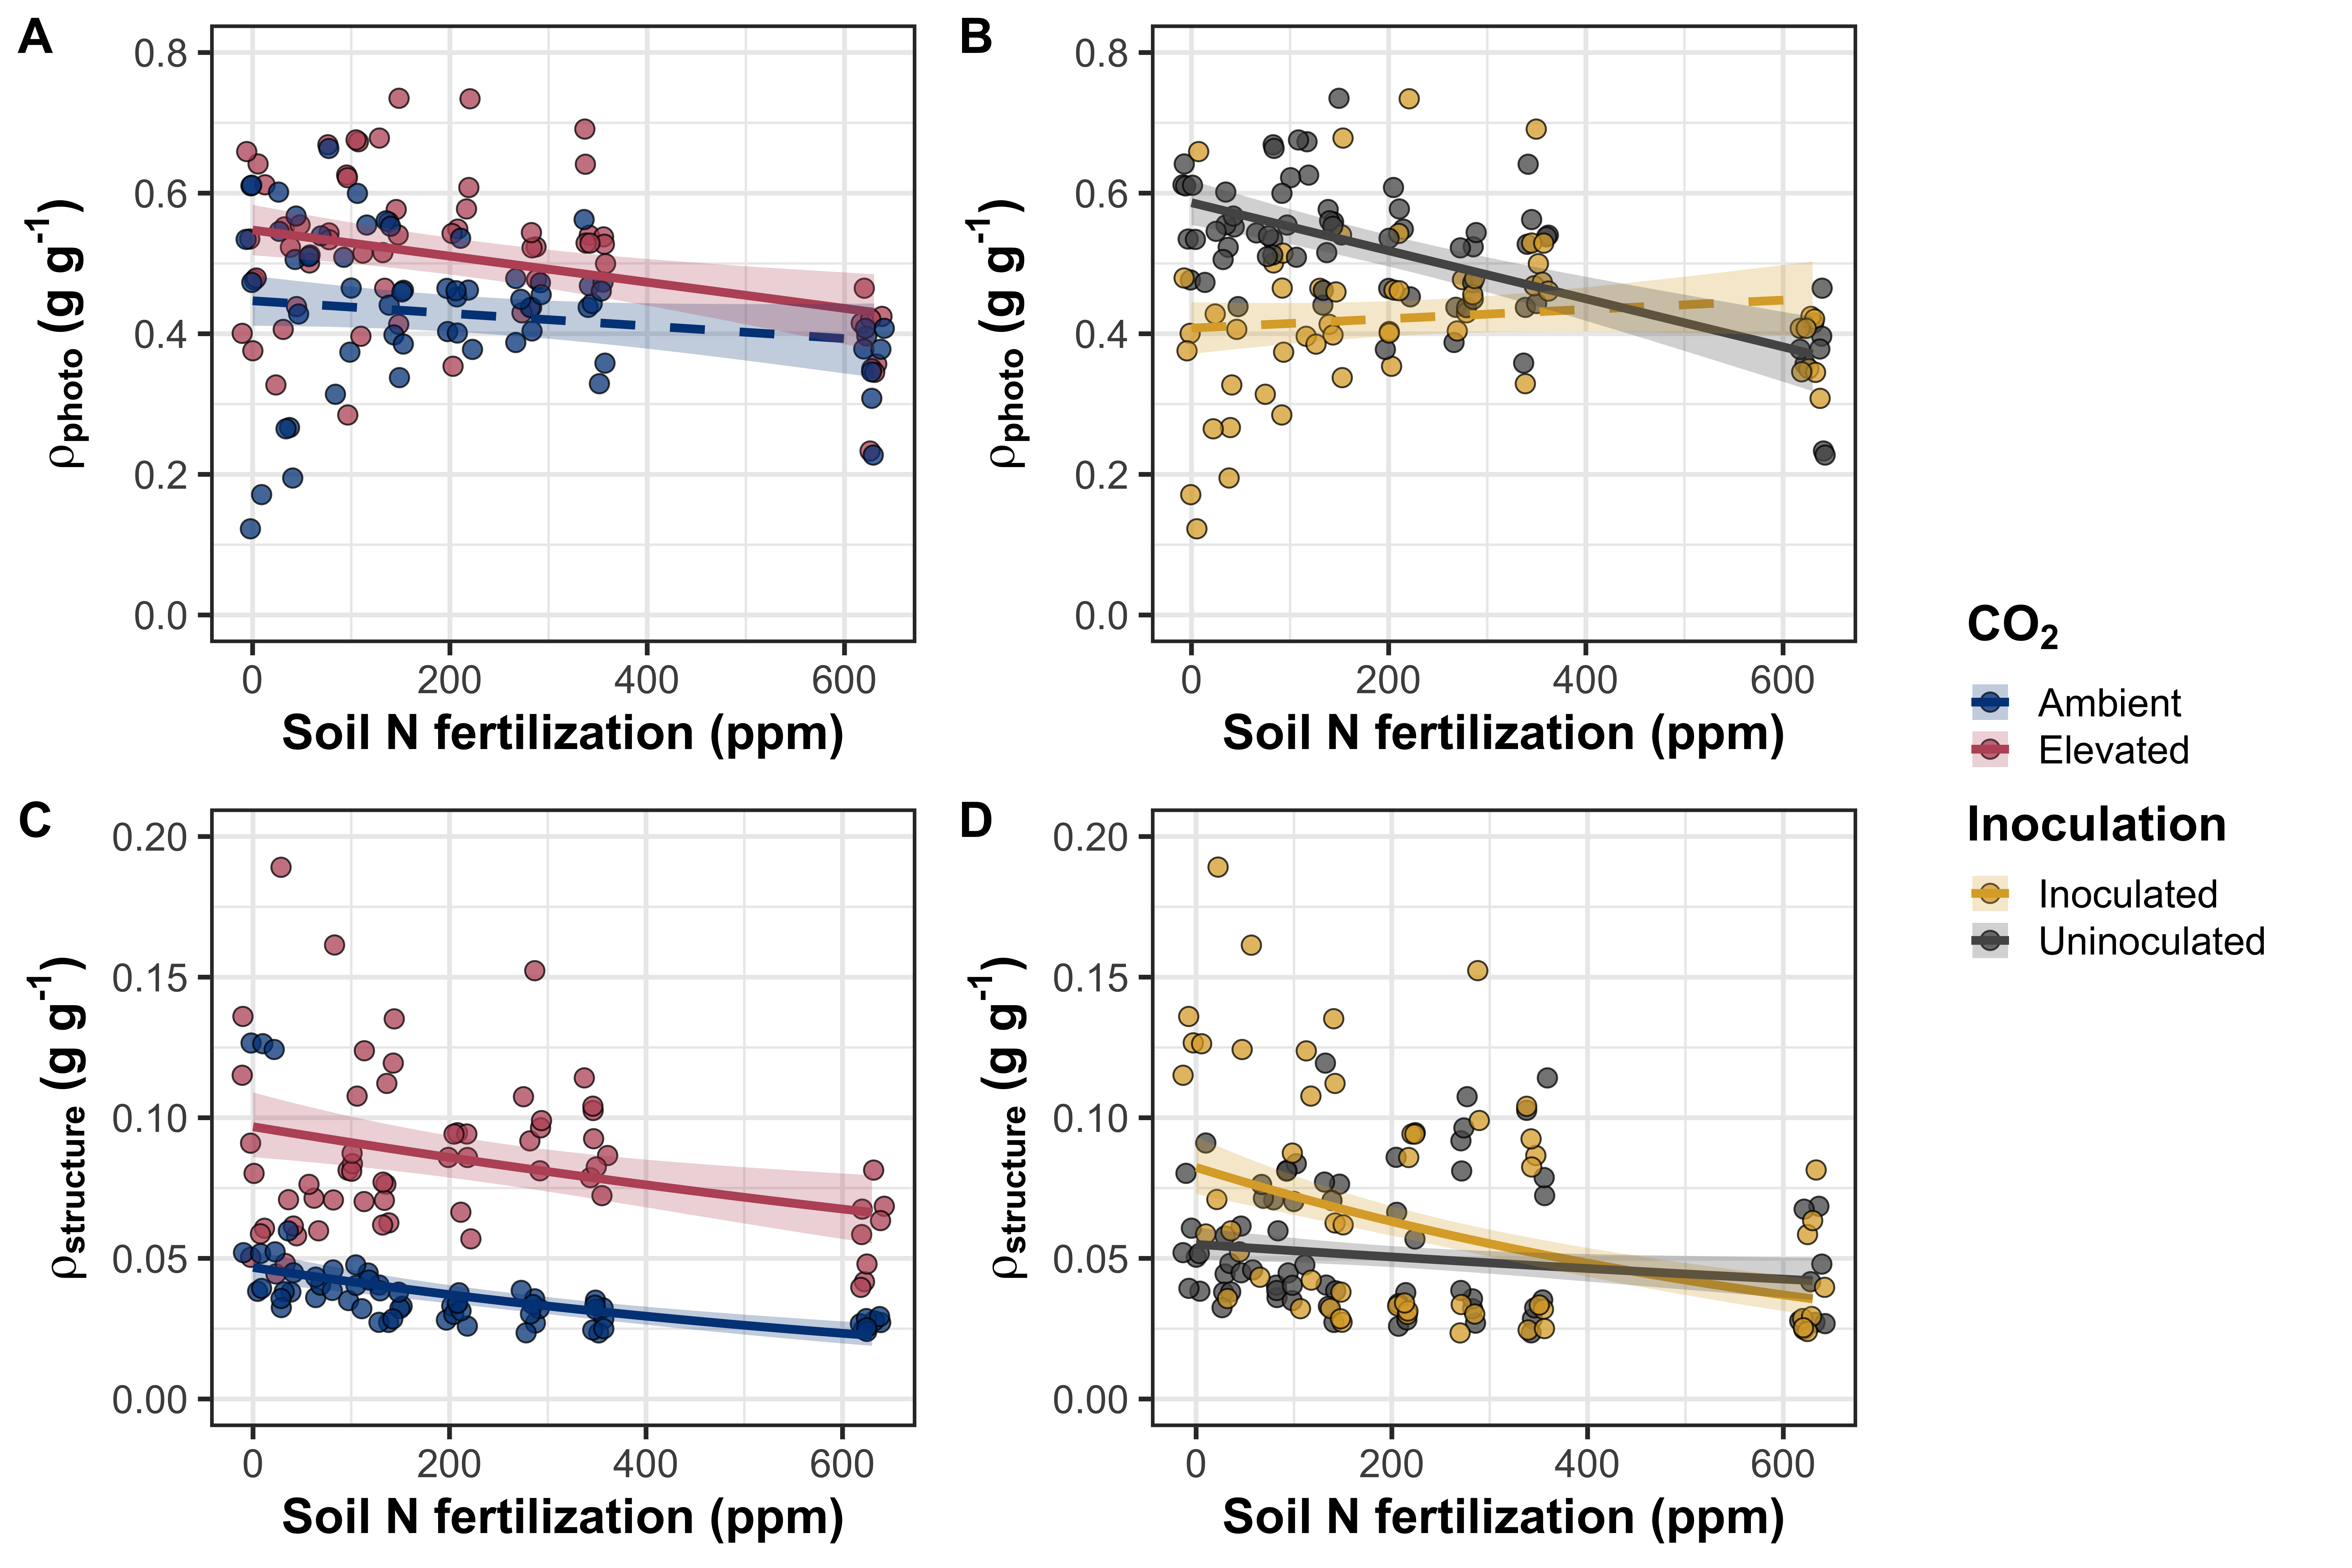 A
0.8
0.6
0.4
0.2
0.0
ρphoto (g g-1)
0 200 400 600
Soil N fertilization (ppm)
B
0.8
0.6
0.4
0.2
0.0
ρphoto (g g-1)
0 200 400 600
Soil N fertilization (ppm)
C
0.20
0.15
0.10
0.05
0.00
ρstructure (g g-1)
0 200 400 600
Soil N fertilization (ppm)
D
0.20
0.15
0.10
0.05
0.00
ρstructure (g g-1)
0 200 400 600
Soil N fertilization (ppm)
CO2
Ambient
Elevated
Inoculation
Inoculated
Uninoculated